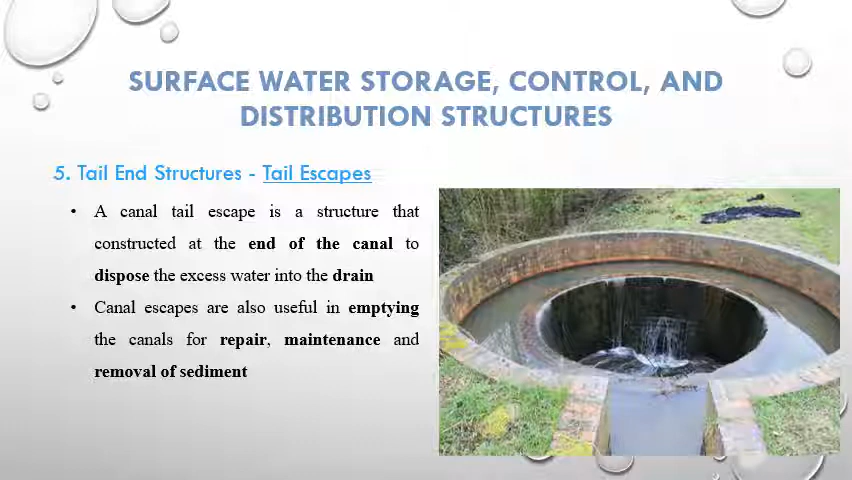 SURFACE WATER STORAGE, CONTROL, AND
DISTRIBUTION STRUCTURES
5. Tail End Structures - Tail Escapes
• A canal tail escape is a structure that
constructed at the end of the canal to
dispose the excess water into the drain
• Canal escapes are also useful in emptying
the canals for repair, maintenance and
removal of sediment